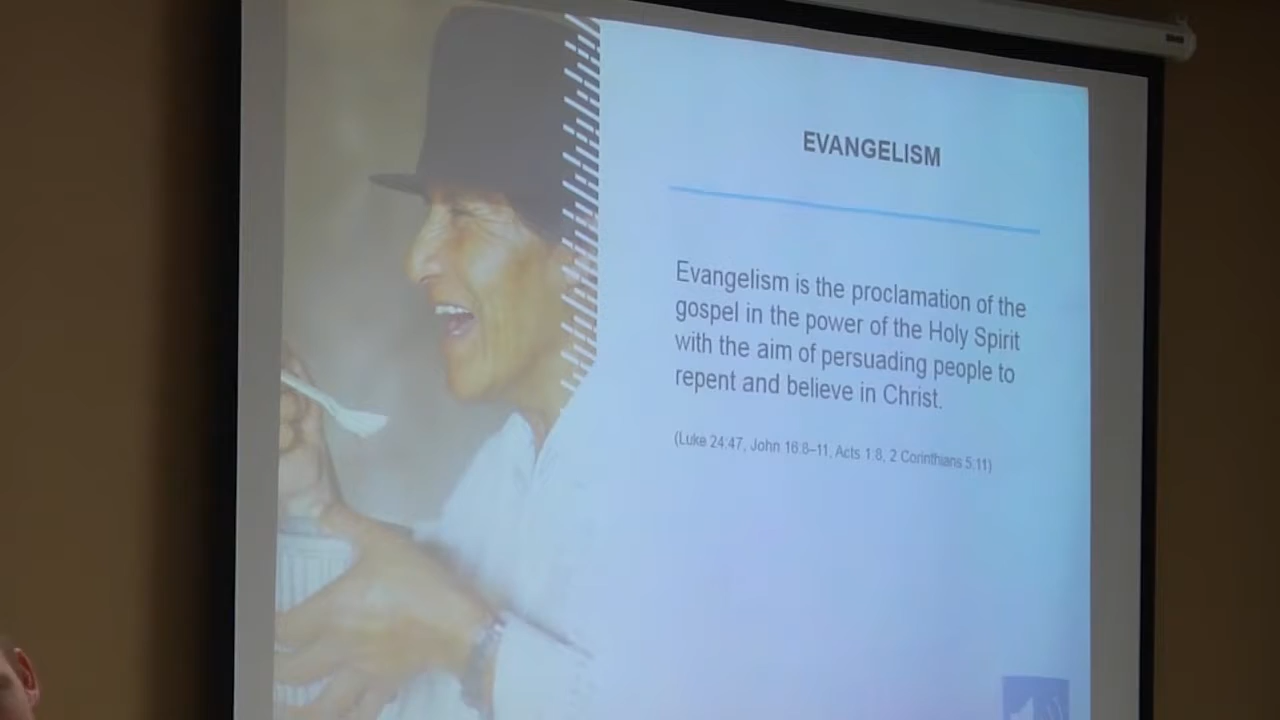 EVANGELISM
Evangelism is the proclamation of the
gospel in the power of the Holy Spirit
with the aim of persuading people to
repent and believe in Christ.
(Luke 24:47, John 16:8–11, Acts 1:8, 2 Corinthians 5:11)